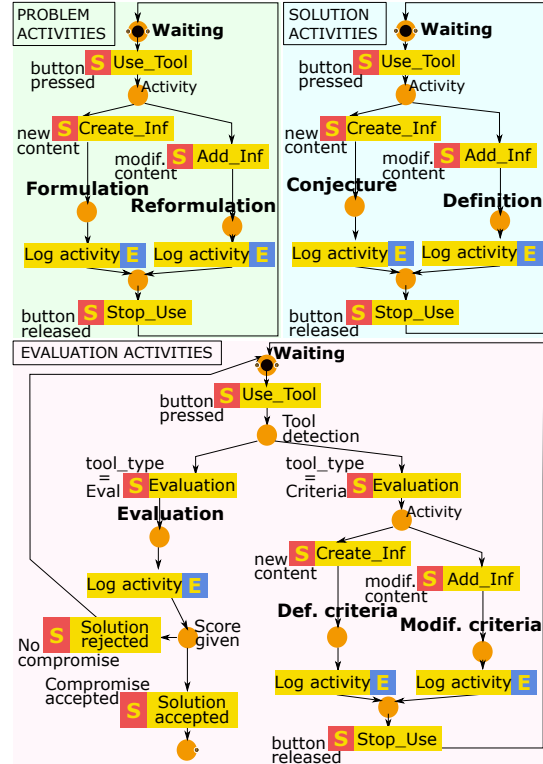 PROBLEM
ACTIVITIES
Waiting
S Use_Tool
button
pressed
Activity
S Create_Inf
new
content
S Add_Inf
modif.
content
Formulation
Reformulation
Log activity E
Log activity E
S Stop_Use
button
released
SOLUTION
ACTIVITIES
Waiting
S Use_Tool
button
pressed
Activity
S Create_Inf
new
content
S Add_Inf
modif.
content
Conjecture
Definition
Log activity E
Log activity E
S Stop_Use
button
released
EVALUATION ACTIVITIES
Waiting
S Use_Tool
button
pressed
Tool
detection
tool_type
=
Eval
S Evaluation
tool_type
=
Criteria
S Evaluation
Evaluation
Activity
Log activity E
S Create_Inf
new
content
S Add_Inf
modif.
content
Def. criteria
Modif. criteria
S Solution
rejected
No
compromise
Score
given
Compromise
accepted
S Solution
accepted
Log activity E
Log activity E
S Stop_Use
button
released